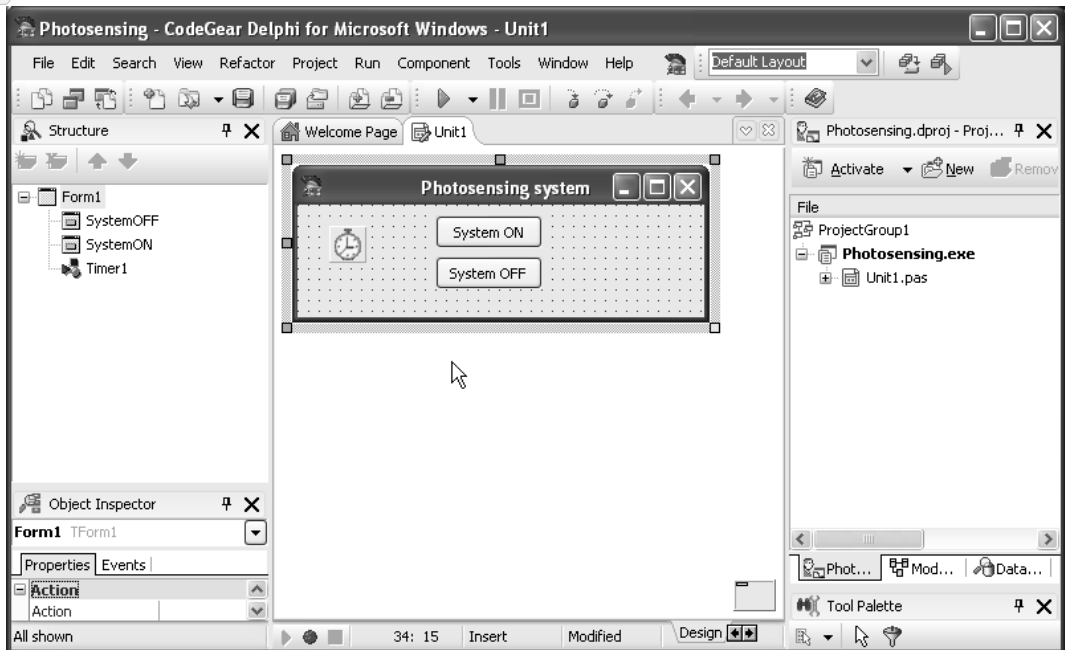 Photosensing - CodeGear Delphi for Microsoft Windows - Unit1
File Edit Search View Refactor Project Run Component Tools Window Help Default Layout
Structure
Welcome Page Unit1
Photosensing.dproj - Proj...
Activate New Remov
Form1
SystemOFF
SystemON
Timer1
Photosensing system
System ON
System OFF
File
ProjectGroup1
Photosensing.exe
Unit1.pas
Object Inspector
Form1 TForm1
Properties Events
Action
Action
All shown
34: 15 Insert Modified Design
Phot... Mod... Data...
Tool Palette